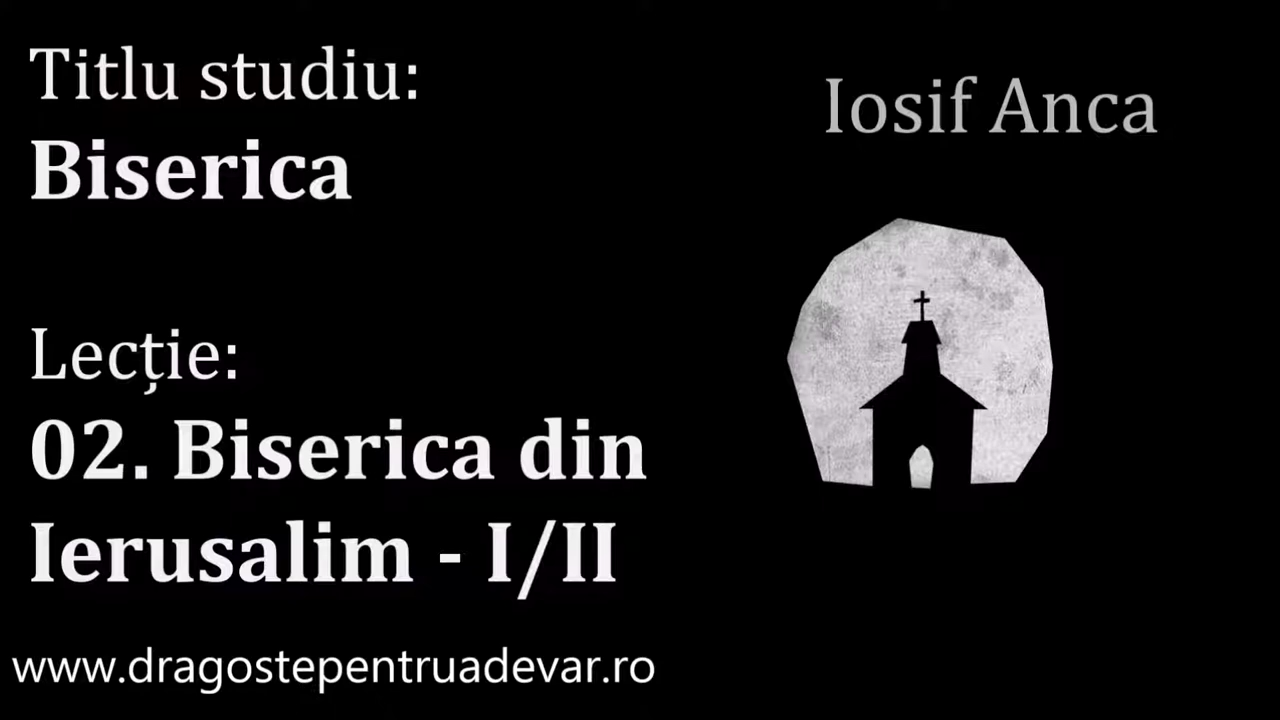 Titlu studiu:
Biserica
Iosif Anca
Lecție:
02. Biserica din
Ierusalim - I/II
www.dragostepentruadevar.ro